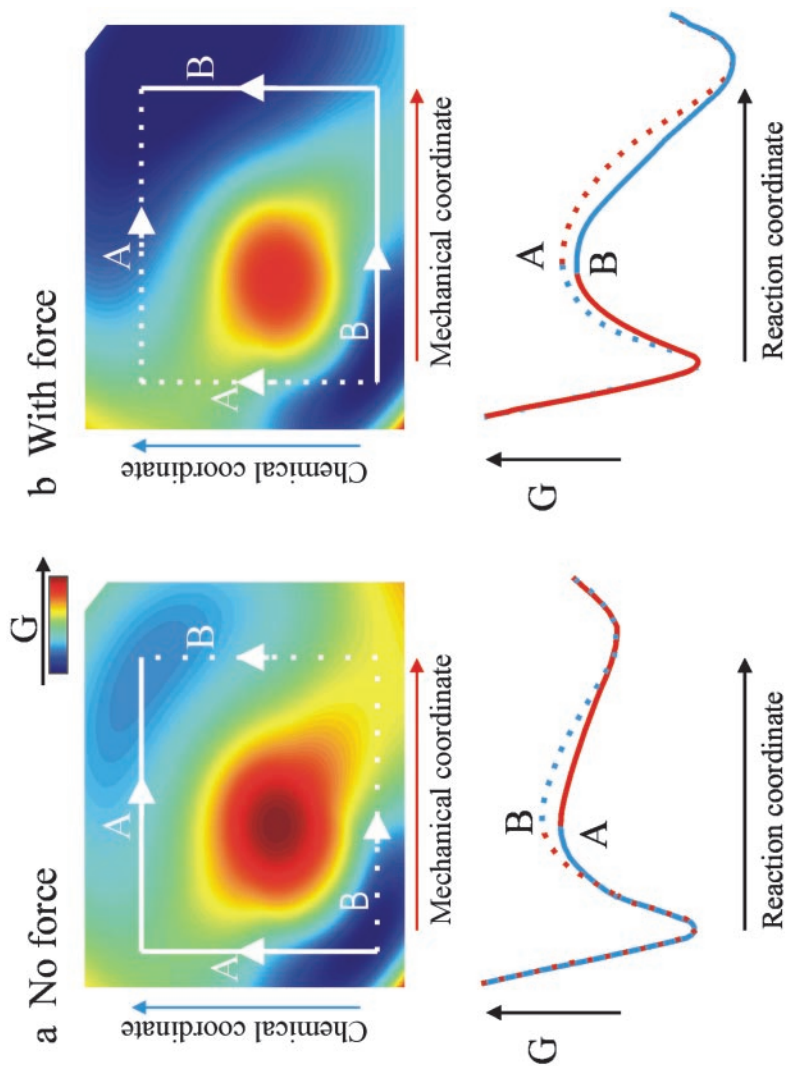 a No force
G
Chemical coordinate
A
A
B
B
Mechanical coordinate
G
B
A
Reaction coordinate
b With force
Chemical coordinate
A
A
B
B
Mechanical coordinate
G
A
B
Reaction coordinate